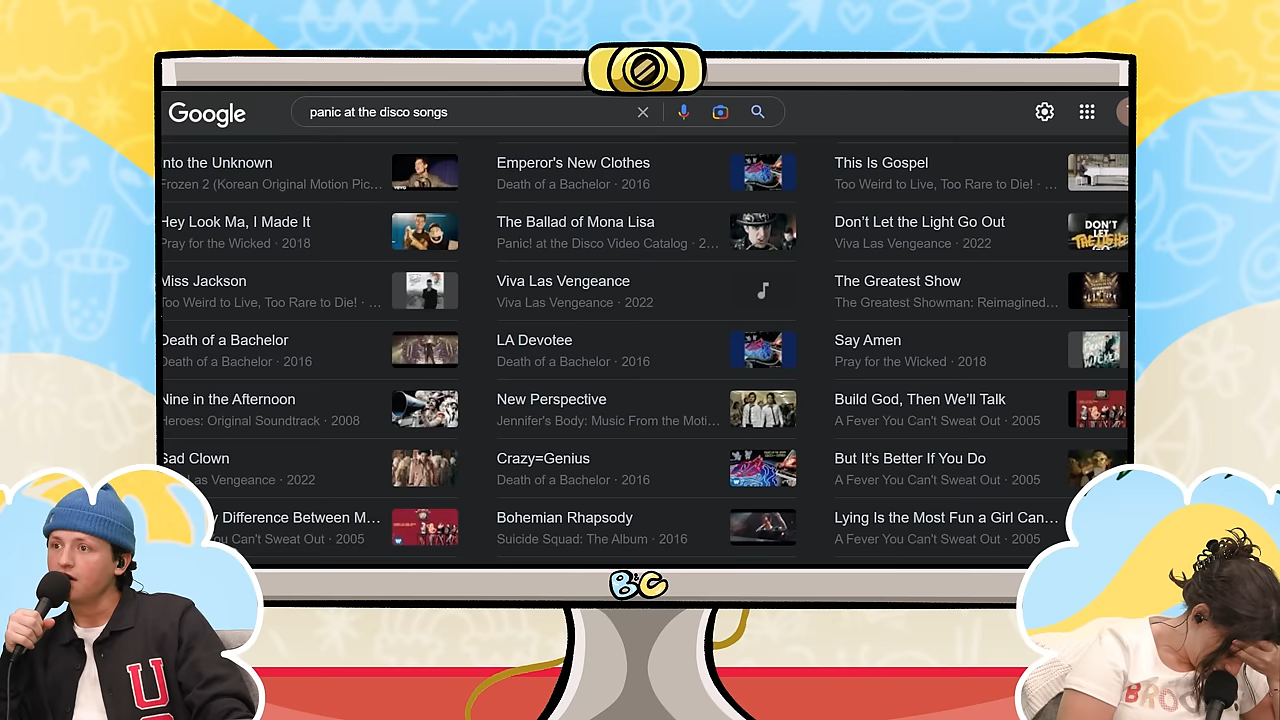 Google
panic at the disco songs
nto the Unknown
Frozen 2 (Korean Original Motion Pic…
Emperor's New Clothes
Death of a Bachelor · 2016
This Is Gospel
Too Weird to Live, Too Rare to Die! · …
Hey Look Ma, I Made It
Pray for the Wicked · 2018
The Ballad of Mona Lisa
Panic! at the Disco Video Catalog · 2…
Don't Let the Light Go Out
Viva Las Vengeance · 2022
DON'T
LET
THE LIGHT
Miss Jackson
Too Weird to Live, Too Rare to Die! · …
Viva Las Vengeance
Viva Las Vengeance · 2022
The Greatest Show
The Greatest Showman: Reimagined…
Death of a Bachelor
Death of a Bachelor · 2016
LA Devotee
Death of a Bachelor · 2016
Say Amen
Pray for the Wicked · 2018
Nine in the Afternoon
Heroes: Original Soundtrack · 2008
New Perspective
Jennifer's Body: Music From the Moti…
Build God, Then We'll Talk
A Fever You Can't Sweat Out · 2005
Sad Clown
Las Vengeance · 2022
Crazy=Genius
Death of a Bachelor · 2016
But It's Better If You Do
A Fever You Can't Sweat Out · 2005
y Difference Between M…
ou Can't Sweat Out · 2005
Bohemian Rhapsody
Suicide Squad: The Album · 2016
Lying Is the Most Fun a Girl Can…
A Fever You Can't Sweat Out · 2005
B&C
U
BROO